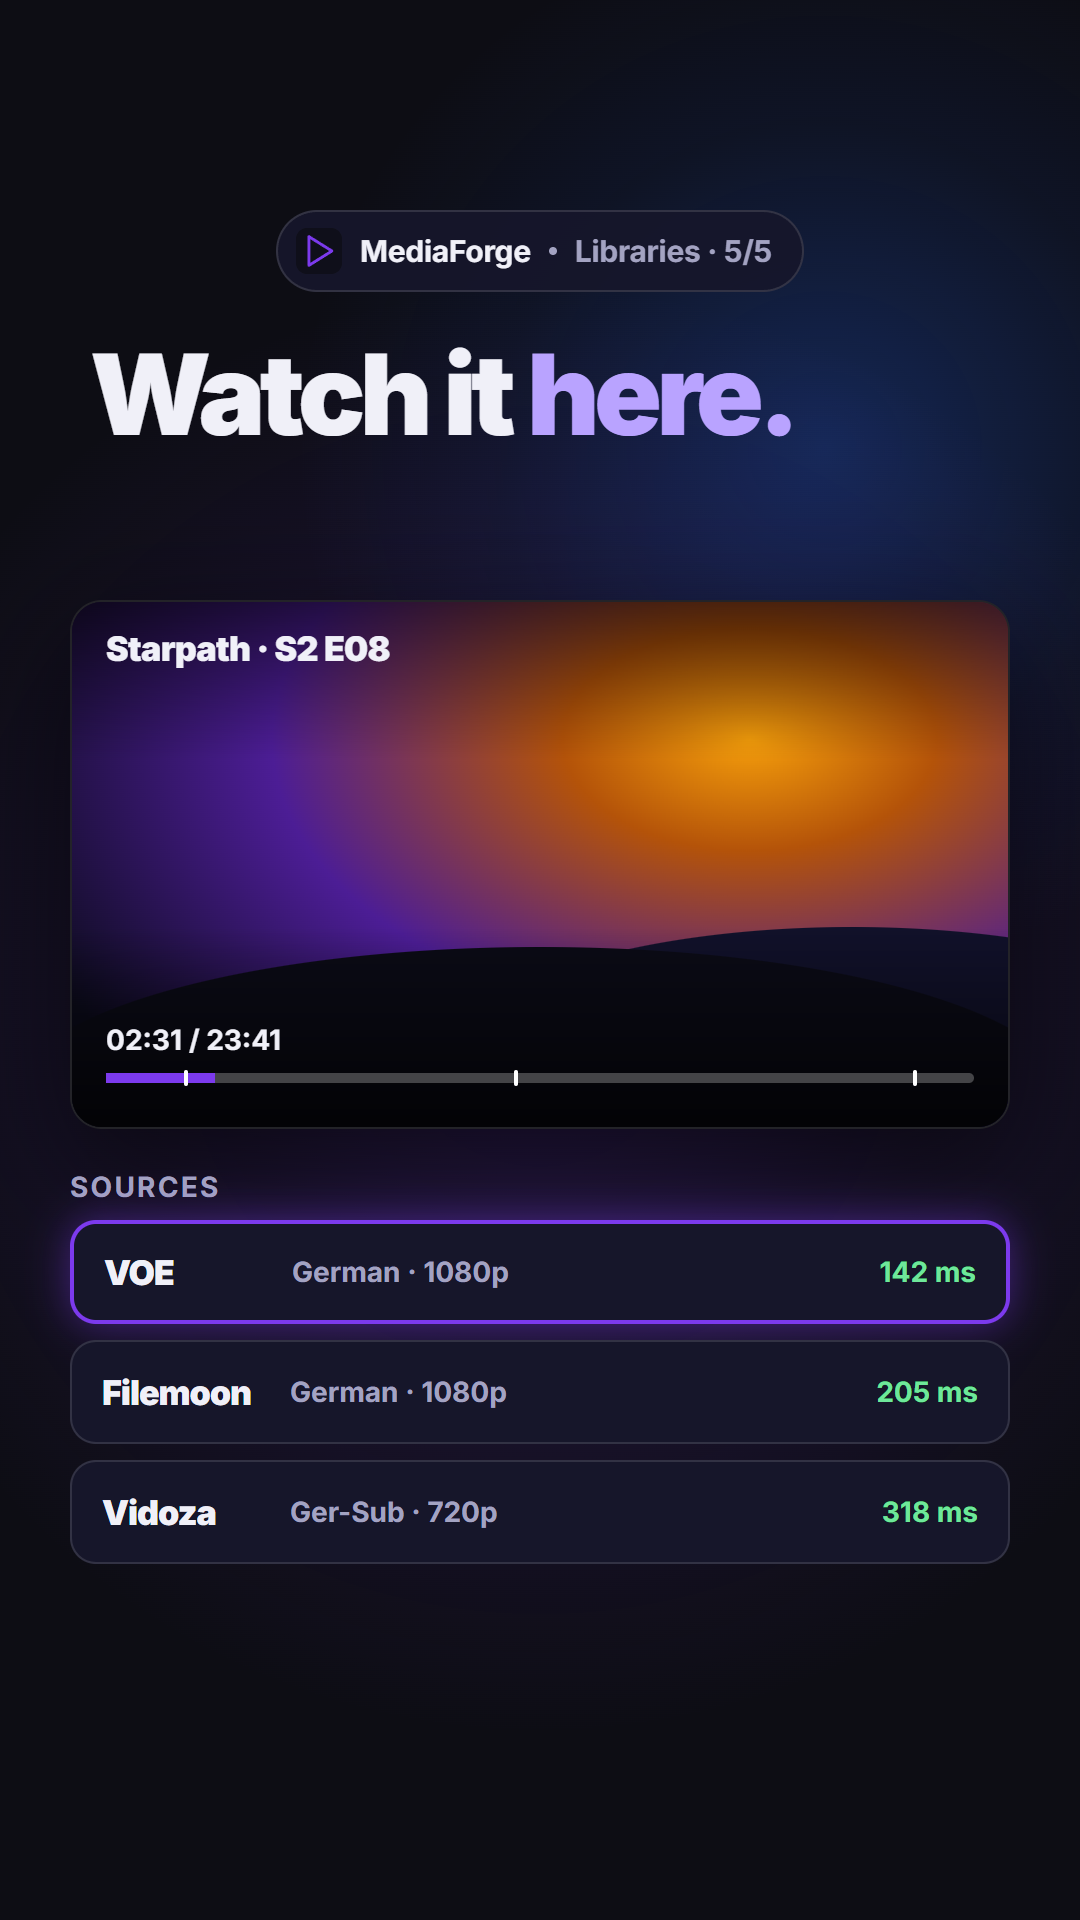 MediaForge • Libraries · 5/5
Watch it here.
Starpath · S2 E08
02:31 / 23:41
SOURCES
VOE German · 1080p 142 ms
Filemoon German · 1080p 205 ms
Vidoza Ger-Sub · 720p 318 ms